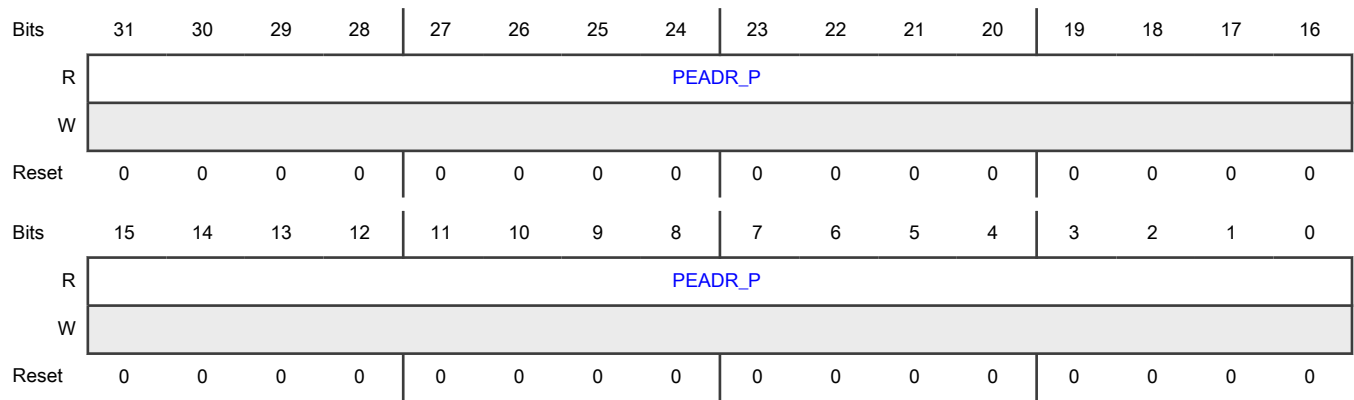 Bits 31 30 29 28 27 26 25 24 23 22 21 20 19 18 17 16
R PEADR_P
W
Reset 0 0 0 0 0 0 0 0 0 0 0 0 0 0 0 0
Bits 15 14 13 12 11 10 9 8 7 6 5 4 3 2 1 0
R PEADR_P
W
Reset 0 0 0 0 0 0 0 0 0 0 0 0 0 0 0 0